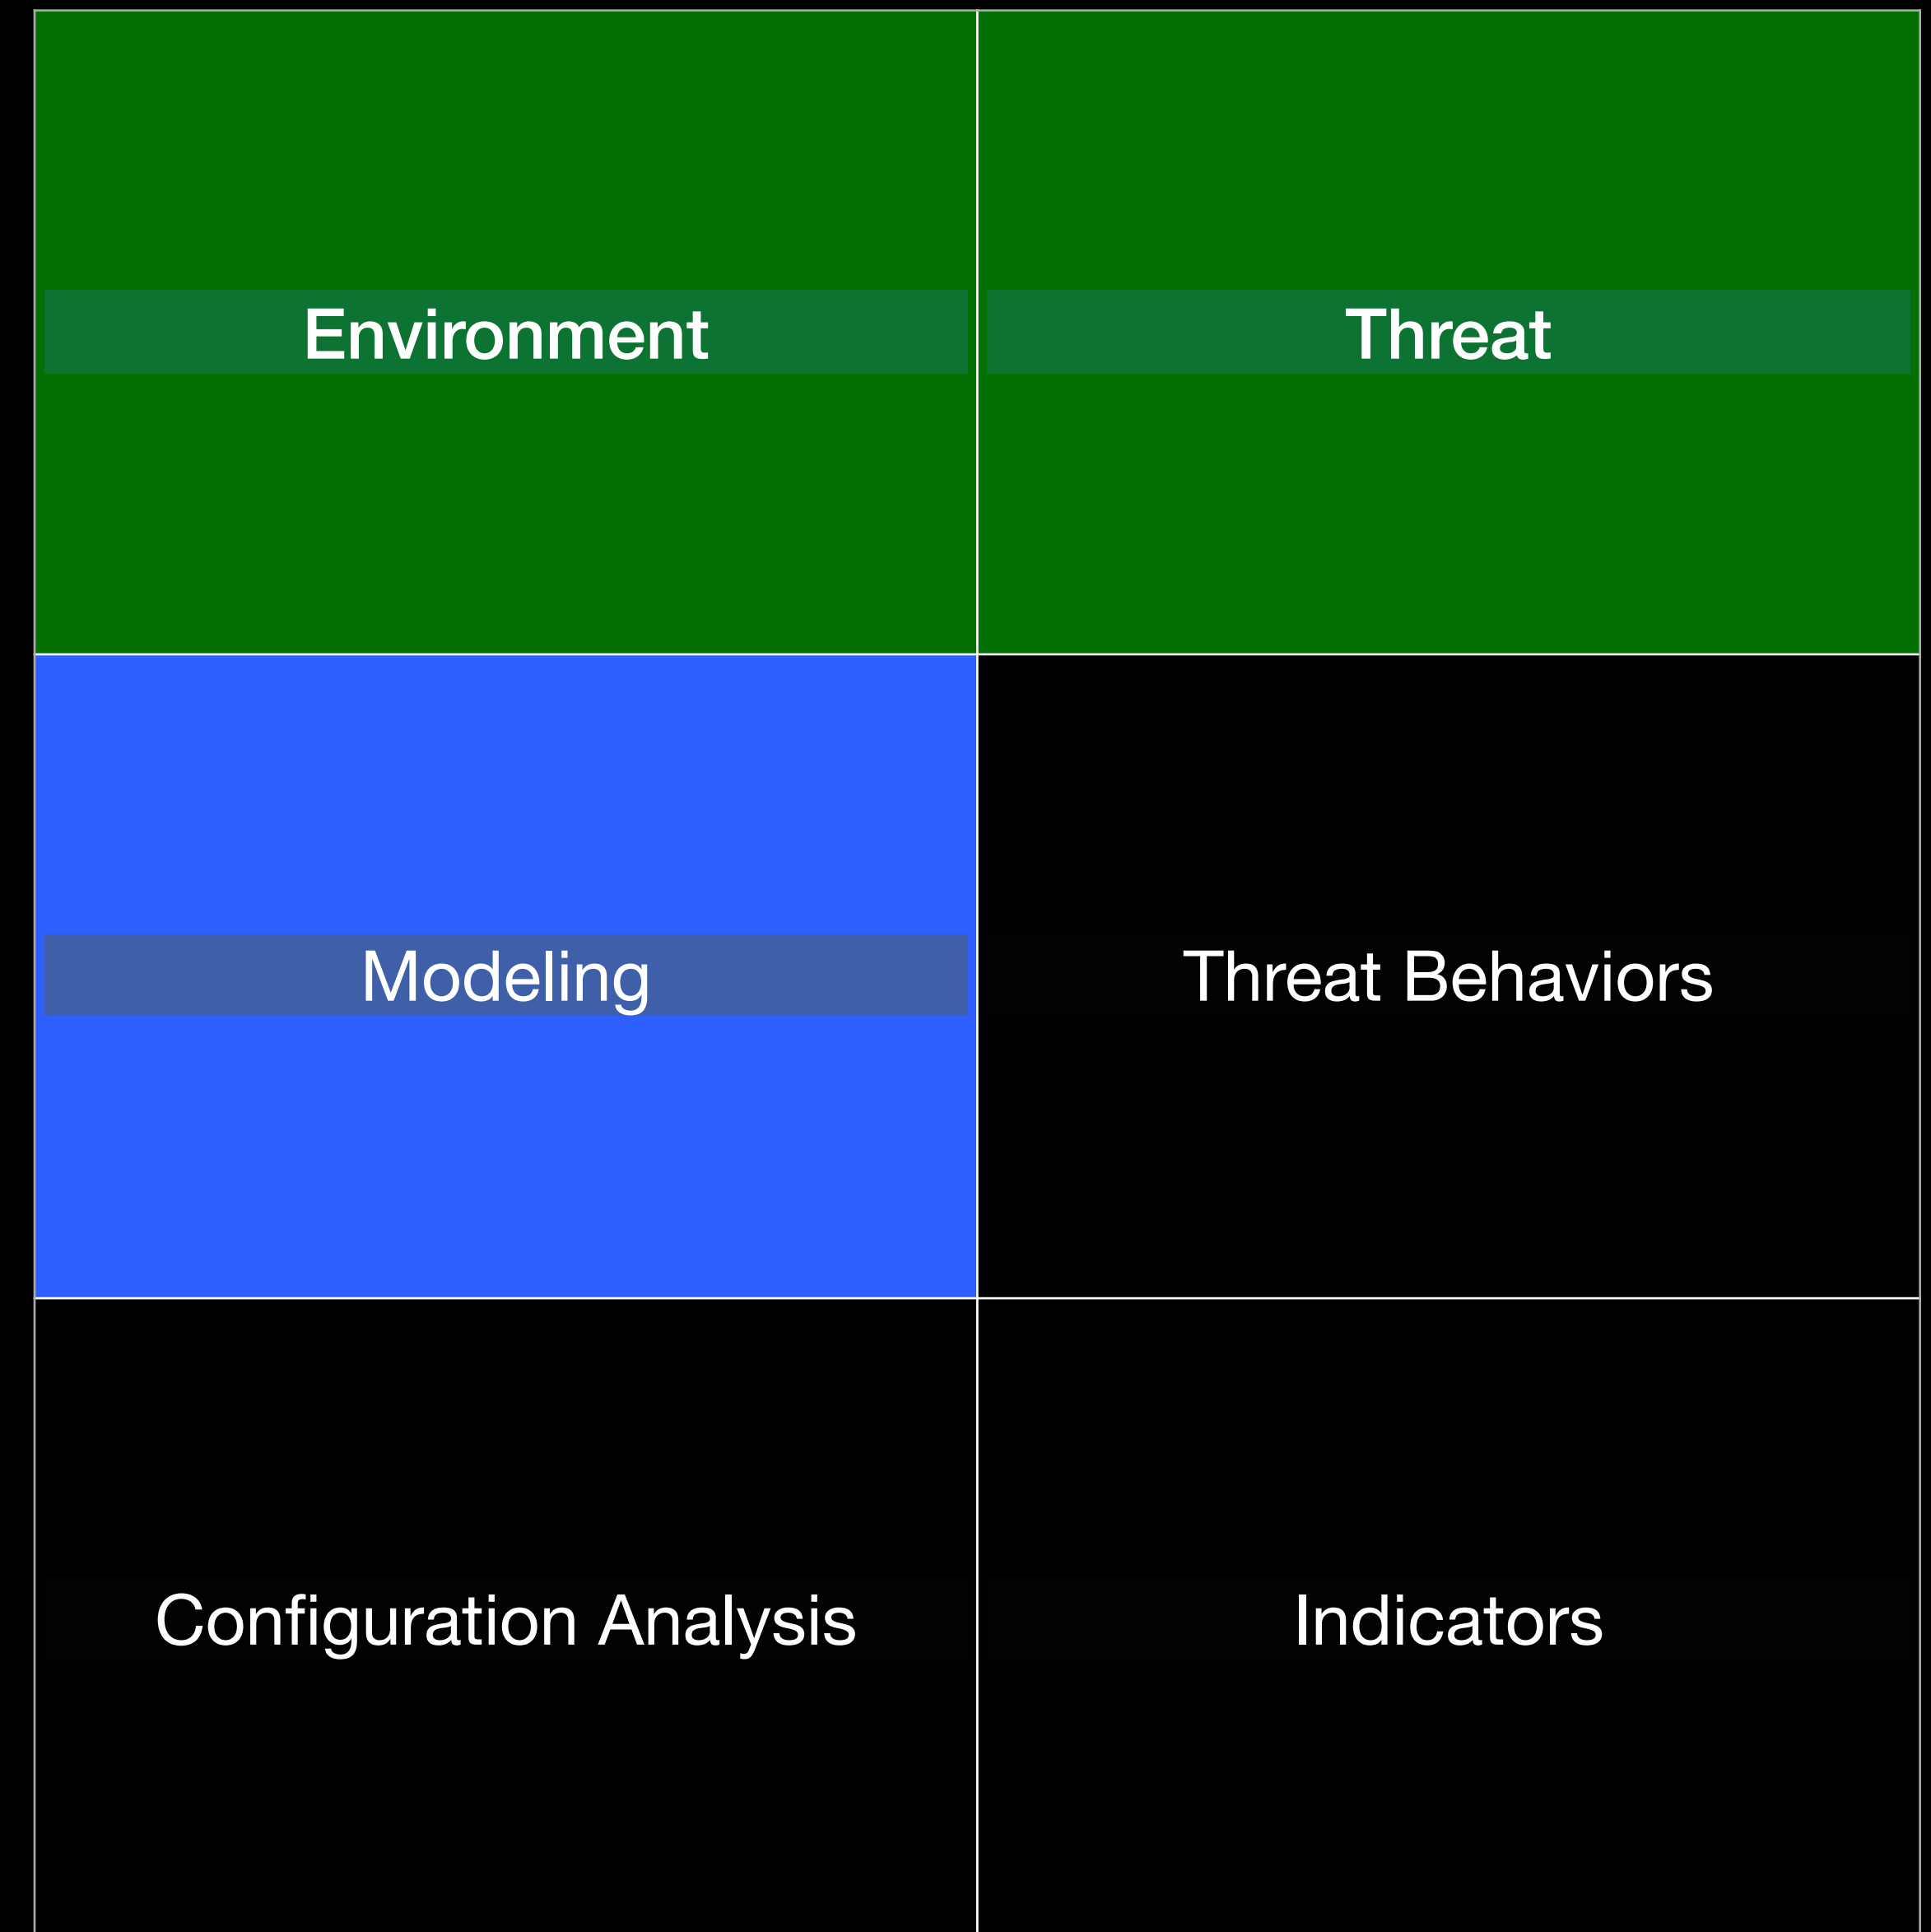 Environment
Threat
Modeling
Threat Behaviors
Configuration Analysis
Indicators